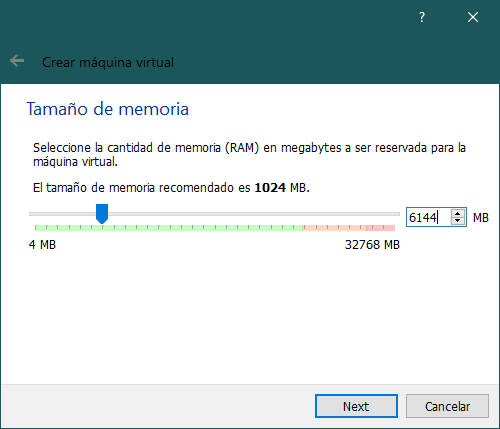 ?
Crear máquina virtual
Tamaño de memoria
Seleccione la cantidad de memoria (RAM) en megabytes a ser reservada para la
máquina virtual.
El tamaño de memoria recomendado es 1024 MB.
6144 MB
4 MB 32768 MB
Next Cancelar